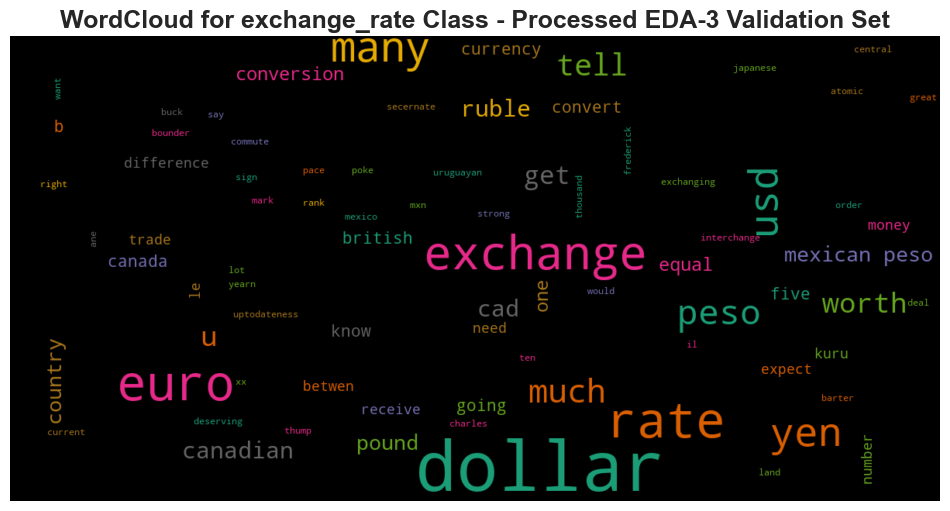 WordCloud for exchange_rate Class - Processed EDA-3 Validation Set
many
currency
central
tell
conversion
japanese
want
atomic
great
buck
say
secernate
ruble
convert
b
bounder
commute
frederick
difference
get
pace
poke
uruguayan
right
sign
exchanging
usd
thousand
mark
rank
mxn
order
mexico
strong
money
ane
trade
british
exchange
interchange
canada
equal
mexican peso
lot
yearn
le
one
would
five
worth
deal
cad
peso
uptodateness
know
need
u
il
country
ten
kuru
euro
xx
betwen
much
expect
receive
going
barter
deserving
charles
rate
yen
current
thump
canadian
pound
dollar
number
land